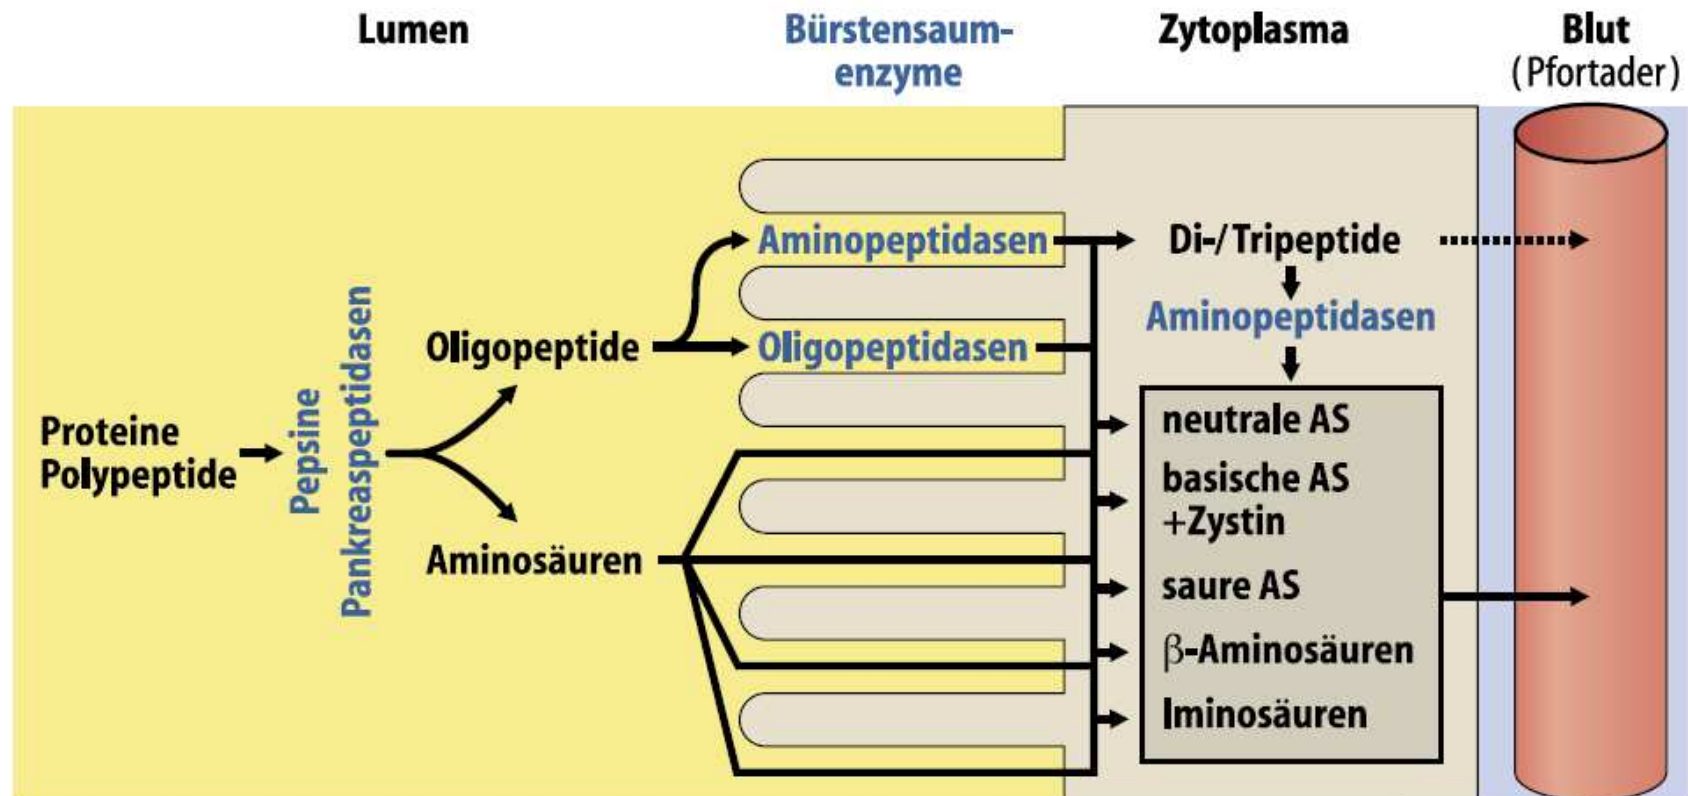 Lumen
Bürstensaum-
enzyme
Zytoplasma
Blut
(Pfortader)
Proteine
Polypeptide
Pepsine
Pankreaspeptidasen
Oligopeptide
Aminosäuren
Aminopeptidasen
Oligopeptidasen
Di-/Tripeptide
Aminopeptidasen
neutrale AS
basische AS
+Zystin
saure AS
β-Aminosäuren
Iminosäuren